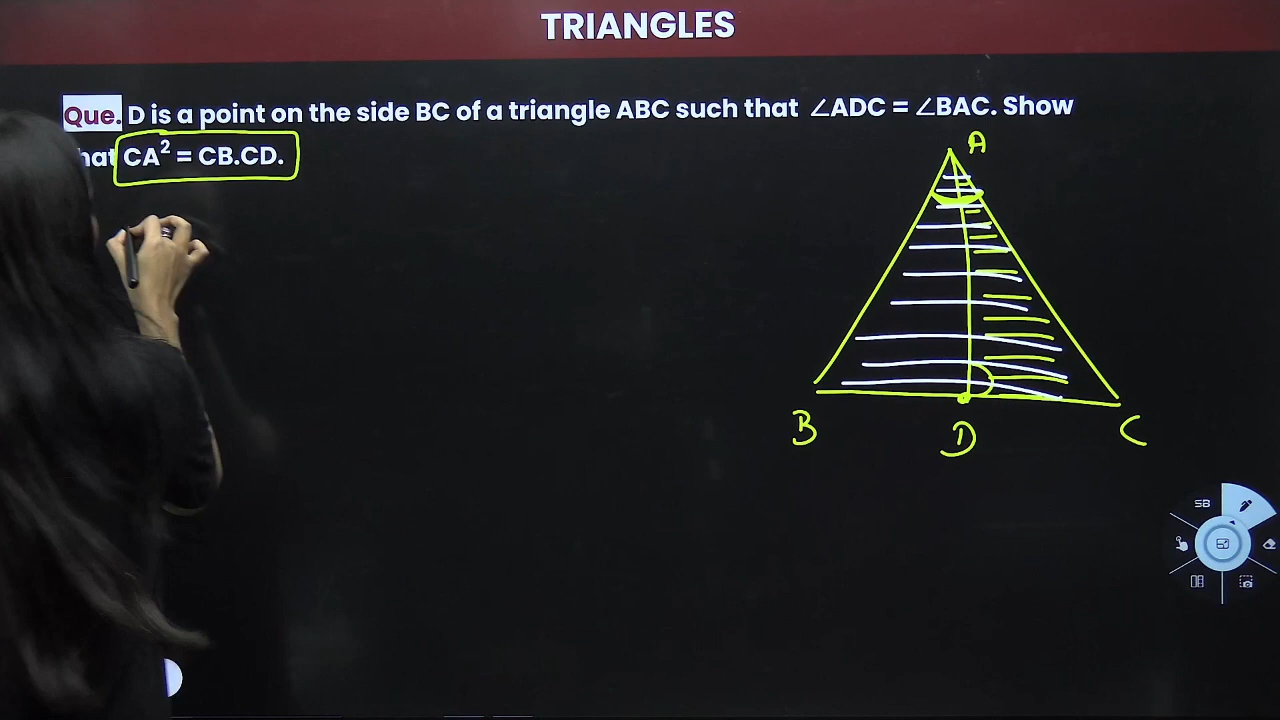 TRIANGLES
Que. D is a point on the side BC of a triangle ABC such that ∠ADC = ∠BAC. Show
hat CA² = CB.CD.
A
B
D
C
SB